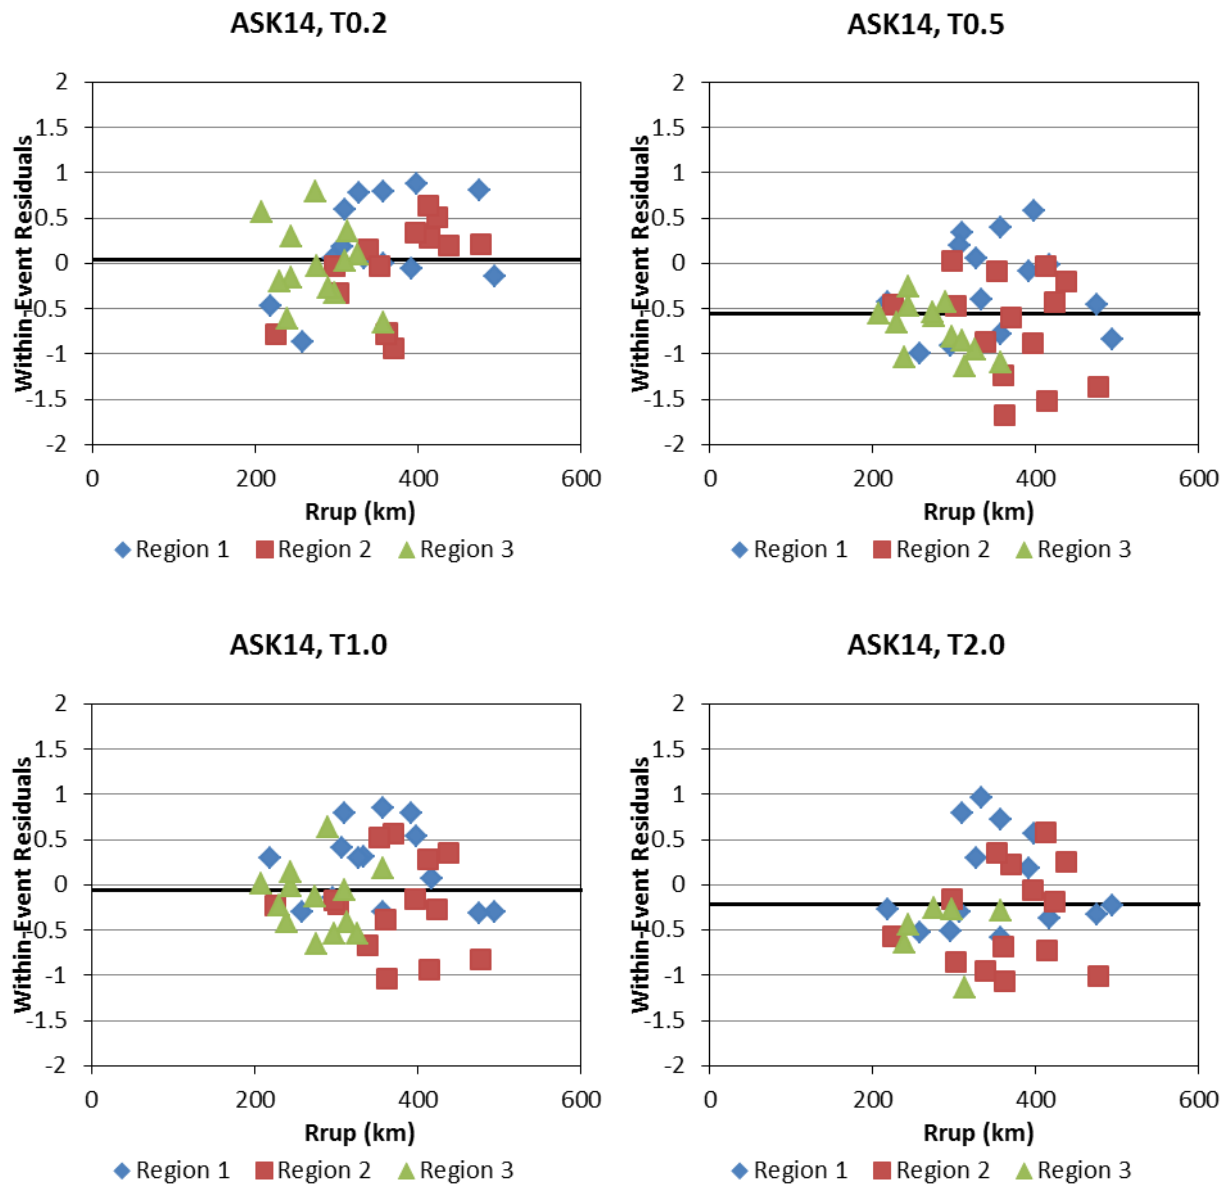 ASK14, T0.2
Within-Event Residuals
2
1.5
1
0.5
0
-0.5
-1
-1.5
-2
0 200 400 600
Rrup (km)
Region 1 Region 2 Region 3
ASK14, T0.5
Within-Event Residuals
2
1.5
1
0.5
0
-0.5
-1
-1.5
-2
0 200 400 600
Rrup (km)
Region 1 Region 2 Region 3
ASK14, T1.0
Within-Event Residuals
2
1.5
1
0.5
0
-0.5
-1
-1.5
-2
0 200 400 600
Rrup (km)
Region 1 Region 2 Region 3
ASK14, T2.0
Within-Event Residuals
2
1.5
1
0.5
0
-0.5
-1
-1.5
-2
0 200 400 600
Rrup (km)
Region 1 Region 2 Region 3